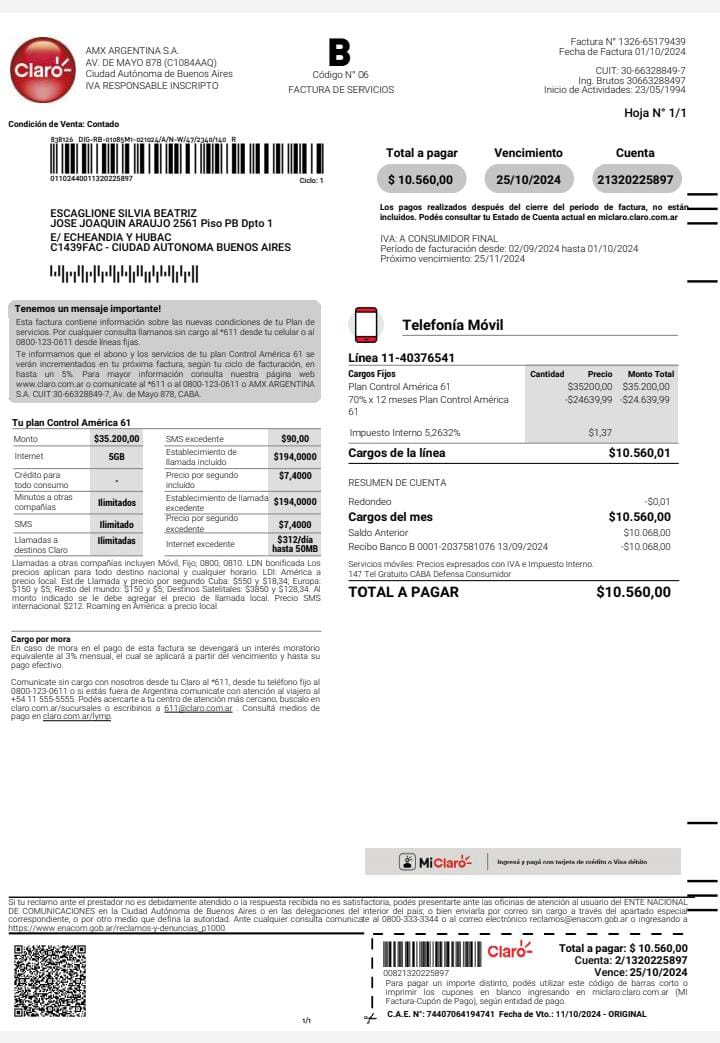 Claro
AMX ARGENTINA S.A.
AV. DE MAYO 878 (C1084AAQ)
Ciudad Autónoma de Buenos Aires
IVA RESPONSABLE INSCRIPTO
B
Código N° 06
FACTURA DE SERVICIOS
Factura N° 1326-65179439
Fecha de Factura 01/10/2024
CUIT: 30-66328849-7
Ing. Brutos 30663288497
Inicio de Actividades: 23/05/1994
Hoja N° 1/1
Condición de Venta: Contado
838126 DIG-RB-01085M1-021024/A/N-W/47/2340/140 R
01102440011320225897
Ciclo: 1
Total a pagar Vencimiento Cuenta
$ 10.560,00 25/10/2024 21320225897
Los pagos realizados después del cierre del periodo de factura, no están
incluidos. Podés consultar tu Estado de Cuenta actual en miclaro.claro.com.ar
ESCAGLIONE SILVIA BEATRIZ
JOSE JOAQUIN ARAUJO 2561 Piso PB Dpto 1
E/ ECHEANDIA Y HUBAC
C1439FAC - CIUDAD AUTONOMA BUENOS AIRES
IVA: A CONSUMIDOR FINAL
Período de facturación desde: 02/09/2024 hasta 01/10/2024
Próximo vencimiento: 25/11/2024
Tenemos un mensaje importante!
Esta factura contiene información sobre las nuevas condiciones de tu Plan de
servicios. Por cualquier consulta llamanos sin cargo al *611 desde tu celular o al
0800-123-0611 desde líneas fijas.
Te informamos que el abono y los servicios de tu plan Control América 61 se
verán incrementados en tu próxima factura, según tu ciclo de facturación, en
hasta un 5%. Para mayor información consulta nuestra página web
www.claro.com.ar o comunícate al *611 o al 0800-123-0611 o AMX ARGENTINA
S.A. CUIT 30-66328849-7, Av. de Mayo 878, CABA.
Tu plan Control América 61
Monto $35.200,00 SMS excedente $90,00
Internet 5GB Establecimiento de
llamada incluído $194,0000
Crédito para
todo consumo - Precio por segundo
incluído $7,4000
Minutos a otras
compañías Ilimitados Establecimiento de llamada
excedente $194,0000
SMS Ilimitado Precio por segundo
excedente $7,4000
Llamadas a
destinos Claro Ilimitadas Internet excedente $312/día
hasta 50MB
Llamadas a otras compañías incluyen Móvil, Fijo, 0800, 0810. LDN bonificada Los
precios aplican para todo destino nacional y cualquier horario. LDI: América a
precio local. Est.de Llamada y precio por segundo Cuba: $550 y $18,34; Europa:
$150 y $5; Resto del mundo: $150 y $5; Destinos Satelitales: $3850 y $128,34. Al
monto indicado se le debe agregar el precio de llamada local. Precio SMS
internacional: $212. Roaming en América: a precio local.
Cargo por mora
En caso de mora en el pago de esta factura se devengará un interés moratorio
equivalente al 3% mensual, el cual se aplicará a partir del vencimiento y hasta su
pago efectivo.
Comunicate sin cargo con nosotros desde tu Claro al *611, desde tu teléfono fijo al
0800-123-0611 o si estás fuera de Argentina comunicate con atención al viajero al
+54 11 555-5555. Podés acercarte a tu centro de atención más cercano, buscalo en
claro.com.ar/sucursales o escribinos a 611@claro.com.ar . Consultá medios de
pago en claro.com.ar/lymp.
Telefonía Móvil
Línea 11-40376541
Cargos Fijos Cantidad Precio Monto Total
Plan Control América 61 $35200,00 $35.200,00
70% x 12 meses Plan Control América
61 -$24639,99 -$24.639,99
Impuesto Interno 5,2632% $1,37
Cargos de la línea $10.560,01
RESUMEN DE CUENTA
Redondeo -$0,01
Cargos del mes $10.560,00
Saldo Anterior $10.068,00
Recibo Banco B 0001-2037581076 13/09/2024 -$10.068,00
Servicios móviles: Precios expresados con IVA e Impuesto Interno.
147 Tel Gratuito CABA Defensa Consumidor
TOTAL A PAGAR $10.560,00
Mi Claro
Ingresá y pagá con tarjeta de crédito o Visa débito
Si tu reclamo ante el prestador no es debidamente atendido o la respuesta recibida no es satisfactoria, podés presentarte ante las oficinas de atención al usuario del ENTE NACIONAL
DE COMUNICACIONES en la Ciudad Autónoma de Buenos Aires o en las delegaciones del interior del pais; o bien enviarla por correo sin cargo a través del apartado especial
correspondiente, o por otro medio que defina la autoridad. Ante cualquier consulta comunicate al 0800-333-3344 o al correo electrónico reclamos@enacom.gob.ar o ingresando a
https://www.enacom.gob.ar/reclamos-y-denuncias_p1000.
1/1
00821320225897
Claro
Total a pagar: $ 10.560,00
Cuenta: 2/1320225897
Vence: 25/10/2024
Para pagar un importe distinto, podés utilizar este código de barras corto o
imprimir los cupones en blanco ingresando en miclaro.claro.com.ar (MI
Factura-Cupón de Pago), según entidad de pago.
C.A.E. N°: 74407064194741 Fecha de Vto.: 11/10/2024 - ORIGINAL